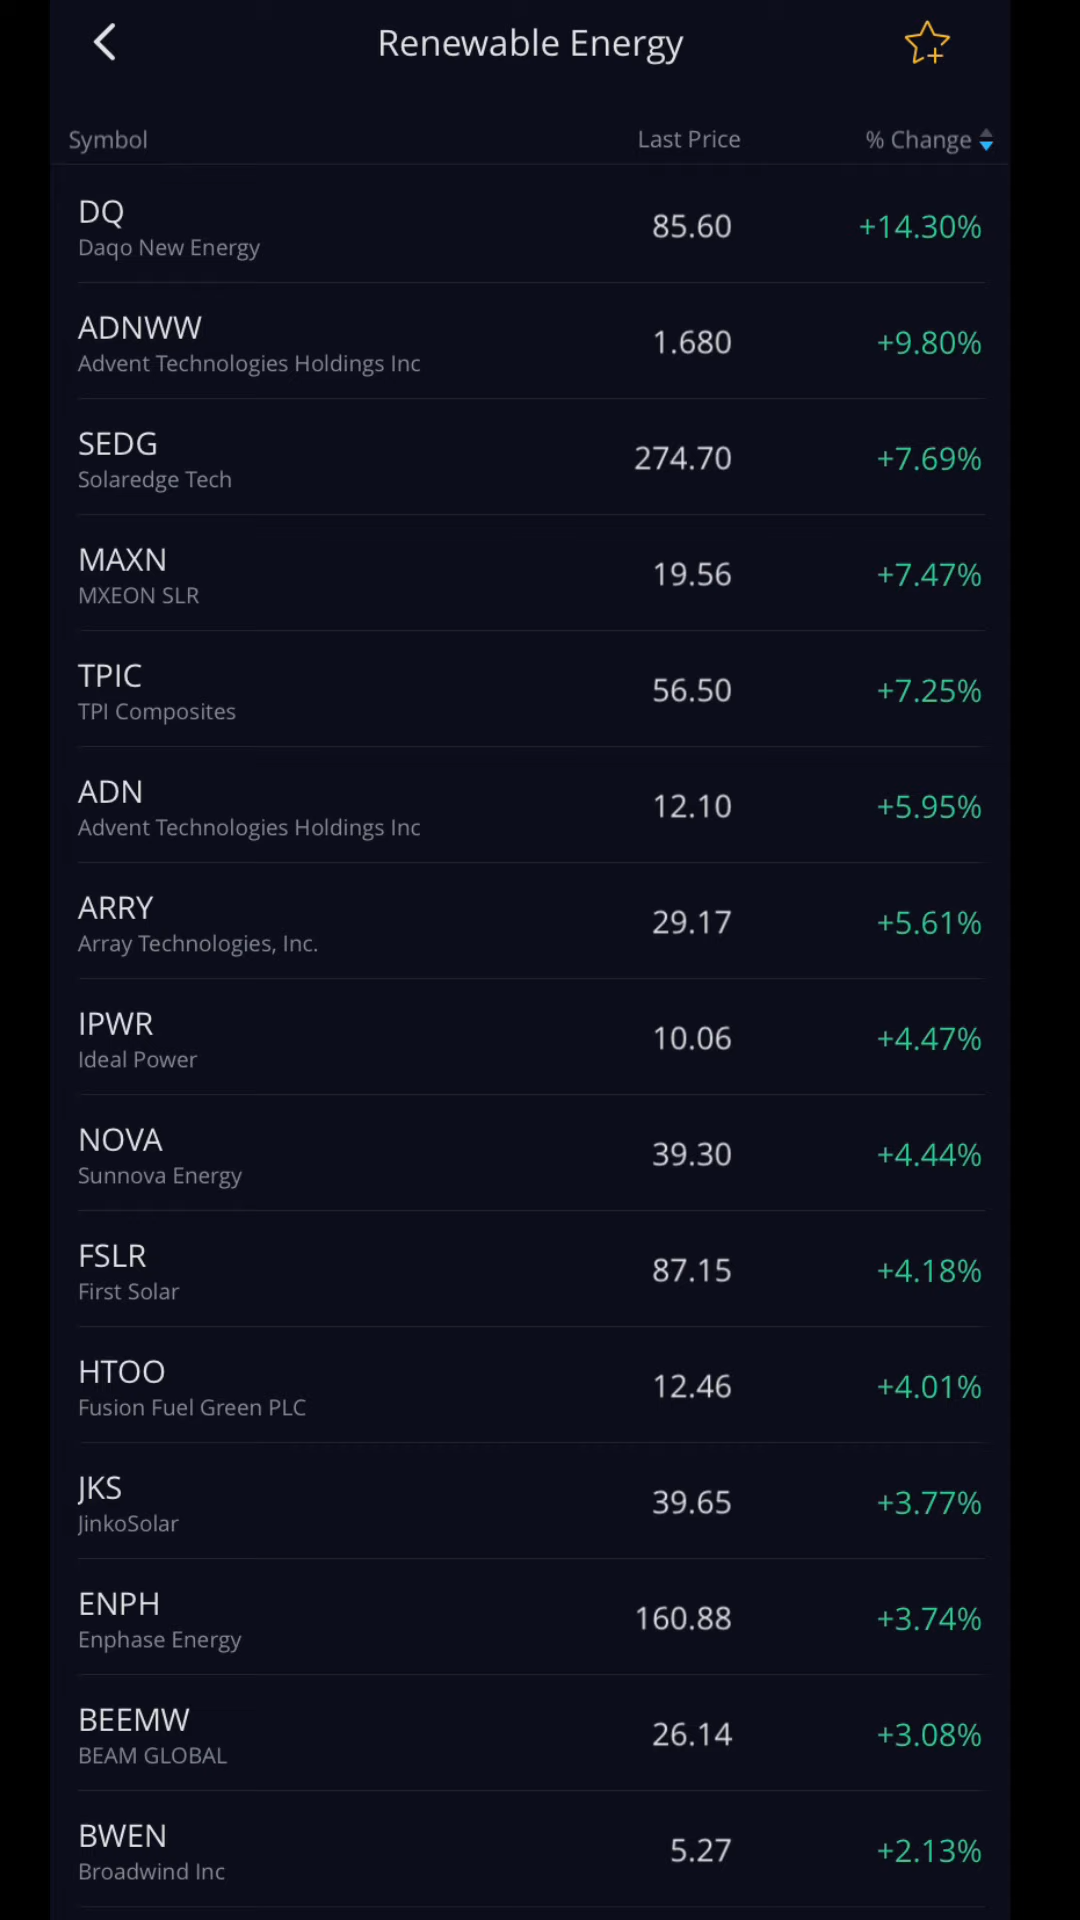 Renewable Energy
Symbol Last Price % Change
DQ
Daqo New Energy
85.60 +14.30%
ADNWW
Advent Technologies Holdings Inc
1.680 +9.80%
SEDG
Solaredge Tech
274.70 +7.69%
MAXN
MXEON SLR
19.56 +7.47%
TPIC
TPI Composites
56.50 +7.25%
ADN
Advent Technologies Holdings Inc
12.10 +5.95%
ARRY
Array Technologies, Inc.
29.17 +5.61%
IPWR
Ideal Power
10.06 +4.47%
NOVA
Sunnova Energy
39.30 +4.44%
FSLR
First Solar
87.15 +4.18%
HTOO
Fusion Fuel Green PLC
12.46 +4.01%
JKS
JinkoSolar
39.65 +3.77%
ENPH
Enphase Energy
160.88 +3.74%
BEEMW
BEAM GLOBAL
26.14 +3.08%
BWEN
Broadwind Inc
5.27 +2.13%